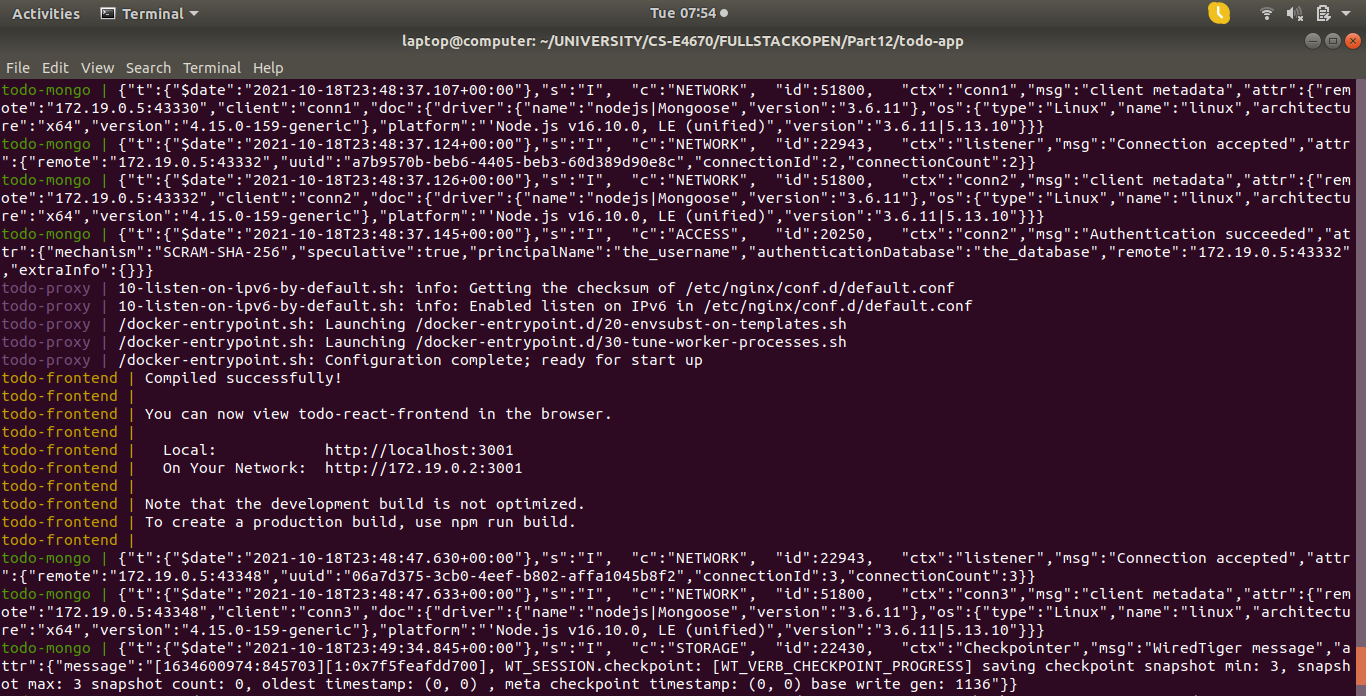 Activities Terminal Tue 07:54
laptop@computer: ~/UNIVERSITY/CS-E4670/FULLSTACKOPEN/Part12/todo-app
File Edit View Search Terminal Help
todo-mongo | {"t":{"$date":"2021-10-18T23:48:37.107+00:00"},"s":"I", "c":"NETWORK", "id":51800, "ctx":"conn1","msg":"client metadata","attr":{"rem
ote":"172.19.0.5:43330","client":"conn1","doc":{"driver":{"name":"nodejs|Mongoose","version":"3.6.11"},"os":{"type":"Linux","name":"linux","architectu
re":"x64","version":"4.15.0-159-generic"},"platform":"'Node.js v16.10.0, LE (unified)","version":"3.6.11|5.13.10"}}}
todo-mongo | {"t":{"$date":"2021-10-18T23:48:37.124+00:00"},"s":"I", "c":"NETWORK", "id":22943, "ctx":"listener","msg":"Connection accepted","attr
":{"remote":"172.19.0.5:43332","uuid":"a7b9570b-beb6-4405-beb3-60d389d90e8c","connectionId":2,"connectionCount":2}}
todo-mongo | {"t":{"$date":"2021-10-18T23:48:37.126+00:00"},"s":"I", "c":"NETWORK", "id":51800, "ctx":"conn2","msg":"client metadata","attr":{"rem
ote":"172.19.0.5:43332","client":"conn2","doc":{"driver":{"name":"nodejs|Mongoose","version":"3.6.11"},"os":{"type":"Linux","name":"linux","architectu
re":"x64","version":"4.15.0-159-generic"},"platform":"'Node.js v16.10.0, LE (unified)","version":"3.6.11|5.13.10"}}}
todo-mongo | {"t":{"$date":"2021-10-18T23:48:37.145+00:00"},"s":"I", "c":"ACCESS", "id":20250, "ctx":"conn2","msg":"Authentication succeeded","at
tr":{"mechanism":"SCRAM-SHA-256","speculative":true,"principalName":"the_username","authenticationDatabase":"the_database","remote":"172.19.0.5:43332"
,"extraInfo":{}}}
todo-proxy | 10-listen-on-ipv6-by-default.sh: info: Getting the checksum of /etc/nginx/conf.d/default.conf
todo-proxy | 10-listen-on-ipv6-by-default.sh: info: Enabled listen on IPv6 in /etc/nginx/conf.d/default.conf
todo-proxy | /docker-entrypoint.sh: Launching /docker-entrypoint.d/20-envsubst-on-templates.sh
todo-proxy | /docker-entrypoint.sh: Launching /docker-entrypoint.d/30-tune-worker-processes.sh
todo-proxy | /docker-entrypoint.sh: Configuration complete; ready for start up
todo-frontend | Compiled successfully!
todo-frontend |
todo-frontend | You can now view todo-react-frontend in the browser.
todo-frontend |
todo-frontend | Local: http://localhost:3001
todo-frontend | On Your Network: http://172.19.0.2:3001
todo-frontend |
todo-frontend | Note that the development build is not optimized.
todo-frontend | To create a production build, use npm run build.
todo-frontend |
todo-mongo | {"t":{"$date":"2021-10-18T23:48:47.630+00:00"},"s":"I", "c":"NETWORK", "id":22943, "ctx":"listener","msg":"Connection accepted","attr
":{"remote":"172.19.0.5:43348","uuid":"06a7d375-3cb0-4eef-b802-affa1045b8f2","connectionId":3,"connectionCount":3}}
todo-mongo | {"t":{"$date":"2021-10-18T23:48:47.633+00:00"},"s":"I", "c":"NETWORK", "id":51800, "ctx":"conn3","msg":"client metadata","attr":{"rem
ote":"172.19.0.5:43348","client":"conn3","doc":{"driver":{"name":"nodejs|Mongoose","version":"3.6.11"},"os":{"type":"Linux","name":"linux","architectu
re":"x64","version":"4.15.0-159-generic"},"platform":"'Node.js v16.10.0, LE (unified)","version":"3.6.11|5.13.10"}}}
todo-mongo | {"t":{"$date":"2021-10-18T23:49:34.845+00:00"},"s":"I", "c":"STORAGE", "id":22430, "ctx":"Checkpointer","msg":"WiredTiger message","a
ttr":{"message":"[1634600974:845703][1:0x7f5feafdd700], WT_SESSION.checkpoint: [WT_VERB_CHECKPOINT_PROGRESS] saving checkpoint snapshot min: 3, snapsh
ot max: 3 snapshot count: 0, oldest timestamp: (0, 0) , meta checkpoint timestamp: (0, 0) base write gen: 1136"}}